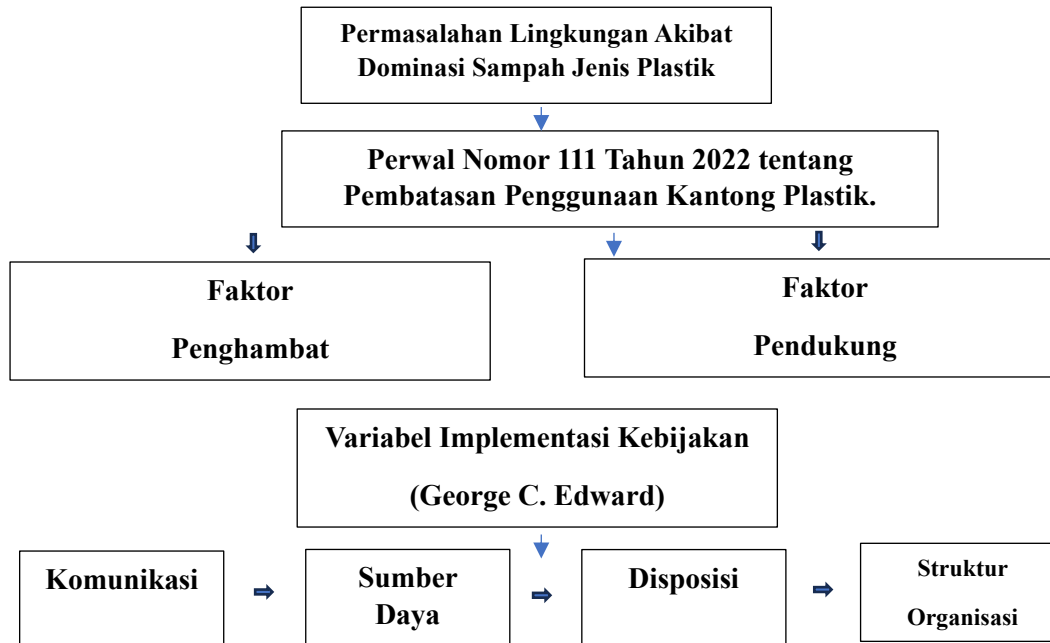 Permasalahan Lingkungan Akibat
Dominasi Sampah Jenis Plastik
Perwal Nomor 111 Tahun 2022 tentang
Pembatasan Penggunaan Kantong Plastik.
Faktor
Penghambat
Faktor
Pendukung
Variabel Implementasi Kebijakan
(George C. Edward)
Komunikasi
Sumber
Daya
Disposisi
Struktur
Organisasi